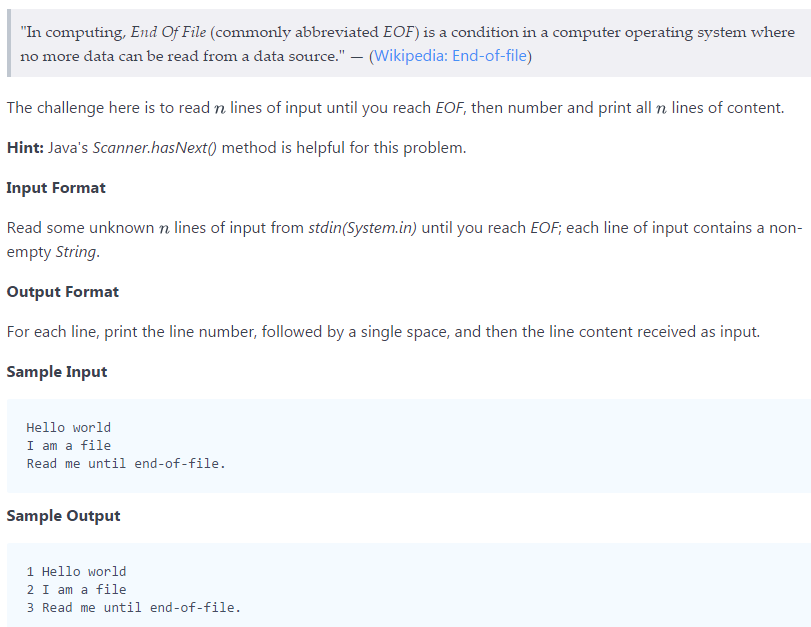 "In computing, End Of File (commonly abbreviated EOF) is a condition in a computer operating system where
no more data can be read from a data source." — (Wikipedia: End-of-file)
The challenge here is to read n lines of input until you reach EOF, then number and print all n lines of content.
Hint: Java's Scanner.hasNext() method is helpful for this problem.
Input Format
Read some unknown n lines of input from stdin(System.in) until you reach EOF; each line of input contains a non-
empty String.
Output Format
For each line, print the line number, followed by a single space, and then the line content received as input.
Sample Input
Hello world
I am a file
Read me until end-of-file.
Sample Output
1 Hello world
2 I am a file
3 Read me until end-of-file.